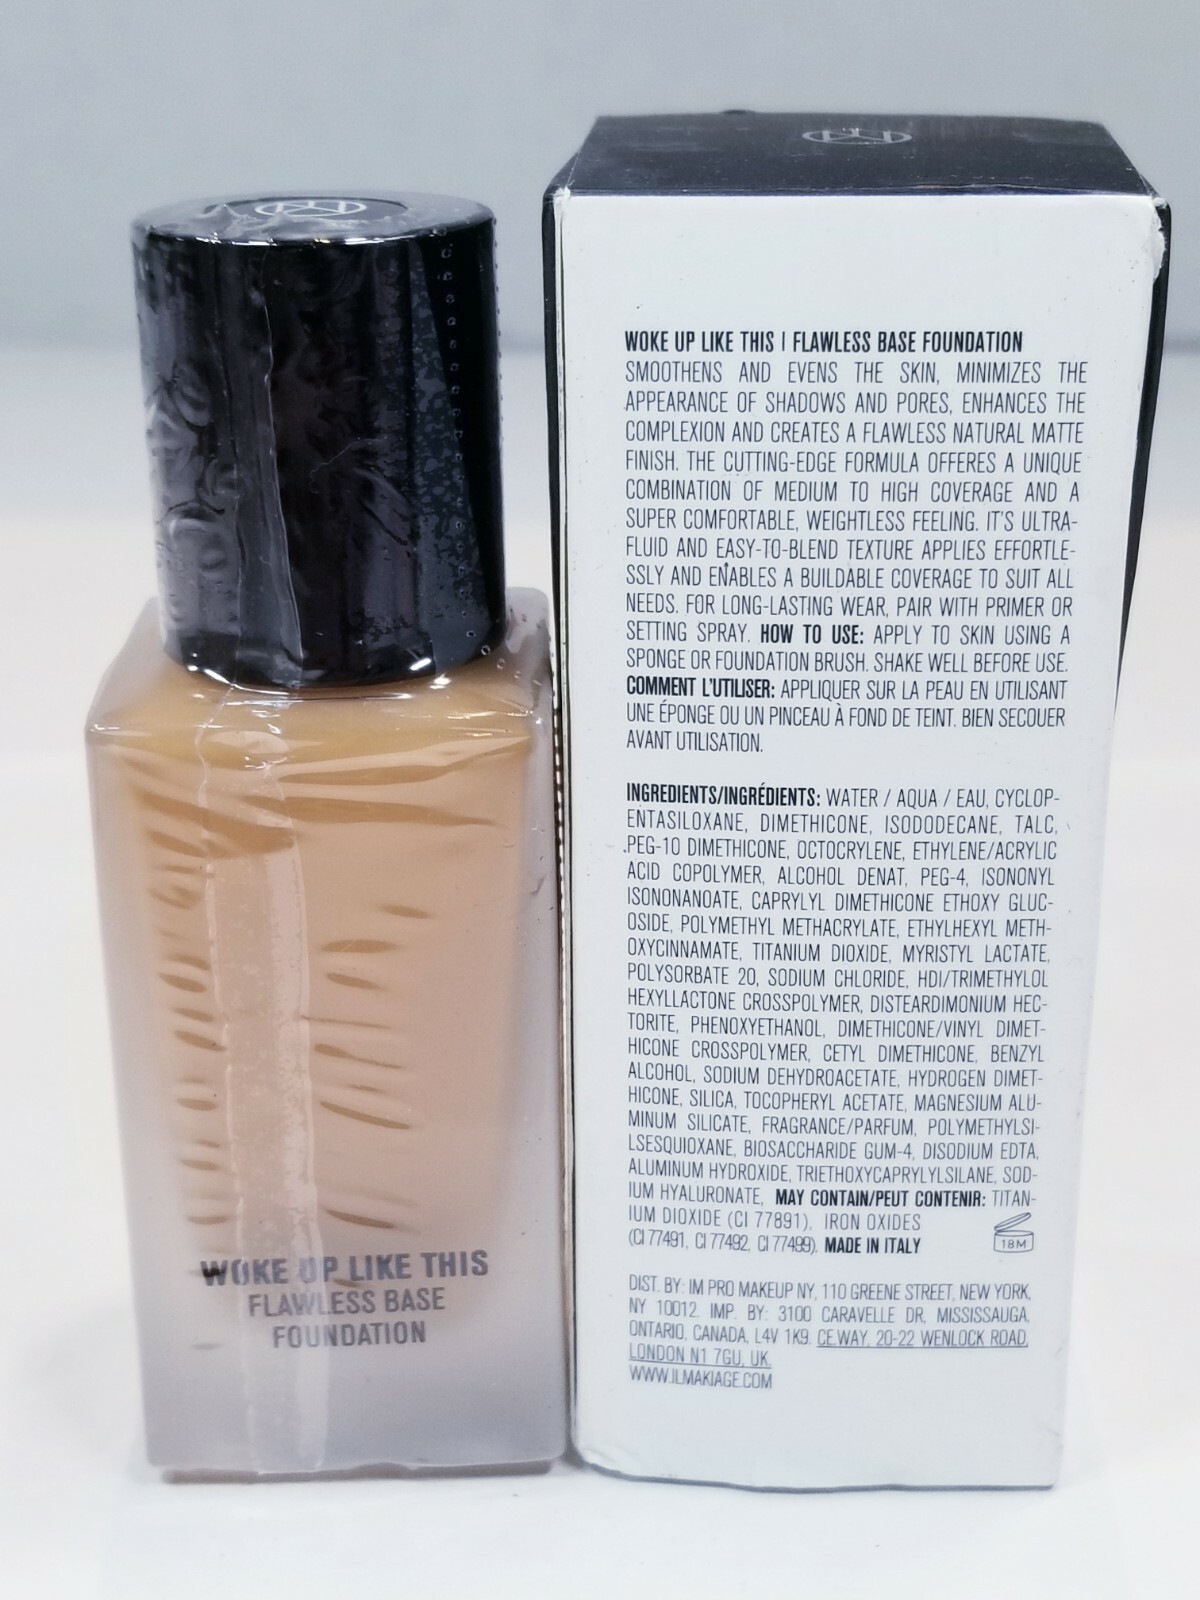 WOKE UP LIKE THIS
FLAWLESS BASE
FOUNDATION
WOKE UP LIKE THIS | FLAWLESS BASE FOUNDATION
SMOOTHENS AND EVENS THE SKIN, MINIMIZES THE
APPEARANCE OF SHADOWS AND PORES, ENHANCES THE
COMPLEXION AND CREATES A FLAWLESS NATURAL MATTE
FINISH. THE CUTTING-EDGE FORMULA OFFERES A UNIQUE
COMBINATION OF MEDIUM TO HIGH COVERAGE AND A
SUPER COMFORTABLE, WEIGHTLESS FEELING. IT'S ULTRA-
FLUID AND EASY-TO-BLEND TEXTURE APPLIES EFFORTLE-
SSLY AND ENABLES A BUILDABLE COVERAGE TO SUIT ALL
NEEDS. FOR LONG-LASTING WEAR, PAIR WITH PRIMER OR
SETTING SPRAY. HOW TO USE: APPLY TO SKIN USING A
SPONGE OR FOUNDATION BRUSH. SHAKE WELL BEFORE USE.
COMMENT L'UTILISER: APPLIQUER SUR LA PEAU EN UTILISANT
UNE ÉPONGE OU UN PINCEAU À FOND DE TEINT. BIEN SECOUER
AVANT UTILISATION.
INGREDIENTS/INGRÉDIENTS: WATER / AQUA / EAU, CYCLOP-
ENTASILOXANE, DIMETHICONE, ISODODECANE, TALC,
PEG-10 DIMETHICONE, OCTOCRYLENE, ETHYLENE/ACRYLIC
ACID COPOLYMER, ALCOHOL DENAT, PEG-4, ISONONYL
ISONONANOATE, CAPRYLYL DIMETHICONE ETHOXY GLUC-
OSIDE, POLYMETHYL METHACRYLATE, ETHYLHEXYL METH-
OXYCINNAMATE, TITANIUM DIOXIDE, MYRISTYL LACTATE,
POLYSORBATE 20, SODIUM CHLORIDE, HDI/TRIMETHYLOL
HEXYLLACTONE CROSSPOLYMER, DISTEARDIMONIUM HEC-
TORITE, PHENOXYETHANOL, DIMETHICONE/VINYL DIMET-
HICONE CROSSPOLYMER, CETYL DIMETHICONE, BENZYL
ALCOHOL, SODIUM DEHYDROACETATE, HYDROGEN DIMET-
HICONE, SILICA, TOCOPHERYL ACETATE, MAGNESIUM ALU-
MINUM SILICATE, FRAGRANCE/PARFUM, POLYMETHYLSI-
LSESQUIOXANE, BIOSACCHARIDE GUM-4, DISODIUM EDTA,
ALUMINUM HYDROXIDE, TRIETHOXYCAPRYLYLSILANE, SOD-
IUM HYALURONATE, MAY CONTAIN/PEUT CONTENIR: TITAN-
IUM DIOXIDE (CI 77891), IRON OXIDES
(CI 77491, CI 77492, CI 77499). MADE IN ITALY
18M
DIST. BY: IM PRO MAKEUP NY, 110 GREENE STREET, NEW YORK,
NY 10012. IMP. BY: 3100 CARAVELLE DR, MISSISSAUGA,
ONTARIO, CANADA, L4V 1K9. CE.WAY, 20-22 WENLOCK ROAD,
LONDON N1 7GU, UK.
WWW.ILMAKIAGE.COM